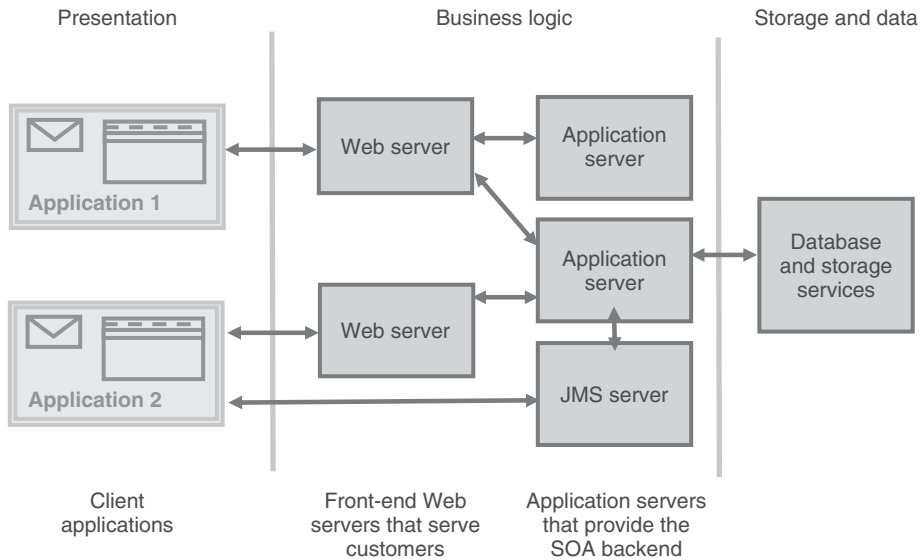 Presentation
Business logic
Storage and data
Application 1
Web server
Application
server
Application
server
Database
and storage
services
Application 2
Web server
JMS server
Client
applications
Front-end Web
servers that serve
customers
Application servers
that provide the
SOA backend